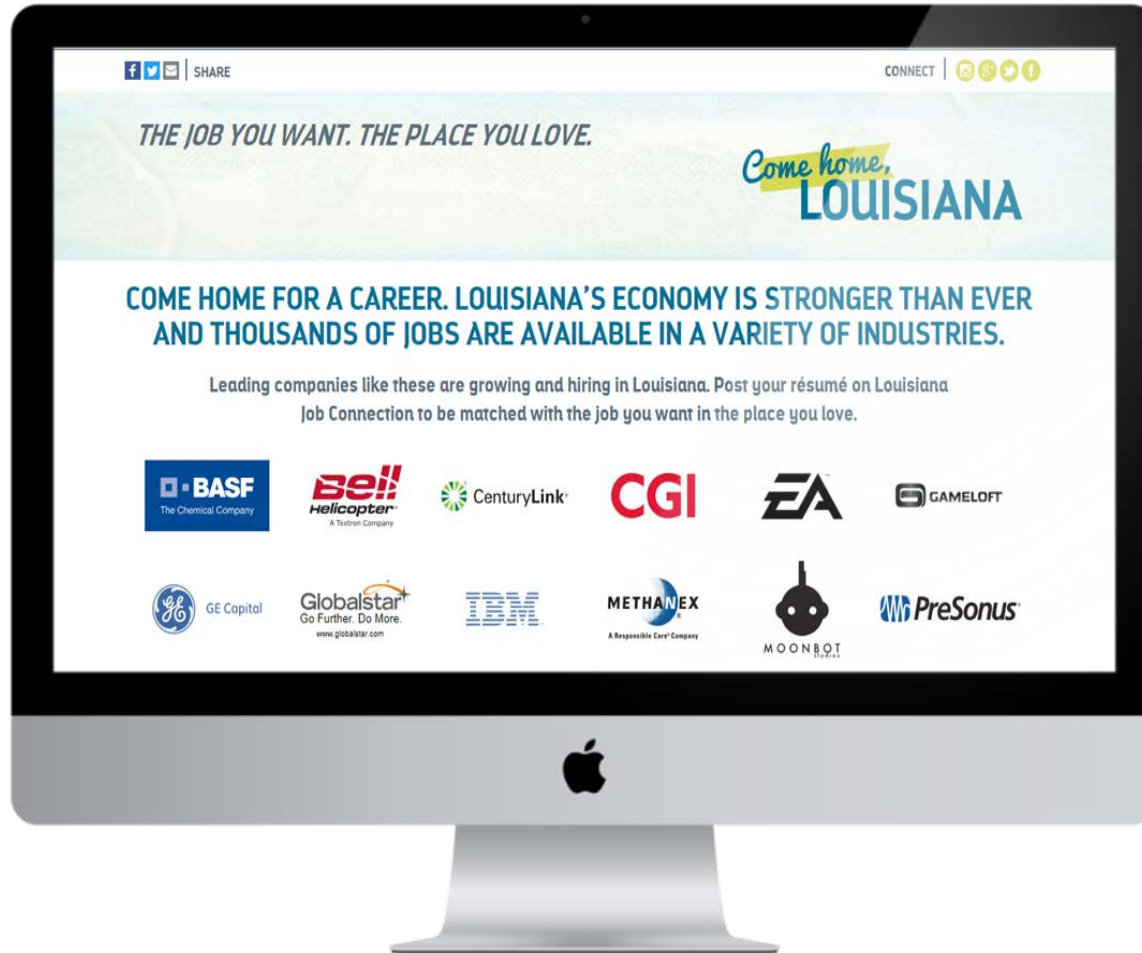 SHARE
CONNECT
THE JOB YOU WANT. THE PLACE YOU LOVE.
Come home,
LOUISIANA
COME HOME FOR A CAREER. LOUISIANA'S ECONOMY IS STRONGER THAN EVER
AND THOUSANDS OF JOBS ARE AVAILABLE IN A VARIETY OF INDUSTRIES.
Leading companies like these are growing and hiring in Louisiana. Post your résumé on Louisiana
Job Connection to be matched with the job you want in the place you love.
BASF
The Chemical Company
Bell
Helicopter
A Textron Company
CenturyLink
CGI
EA
GAMELOFT
GE
GE Capital
Globalstar
Go Further. Do More.
www.globalstar.com
IBM
METHANEX
A Responsible Care® Company
MOONBOT
STUDIOS
PreSonus